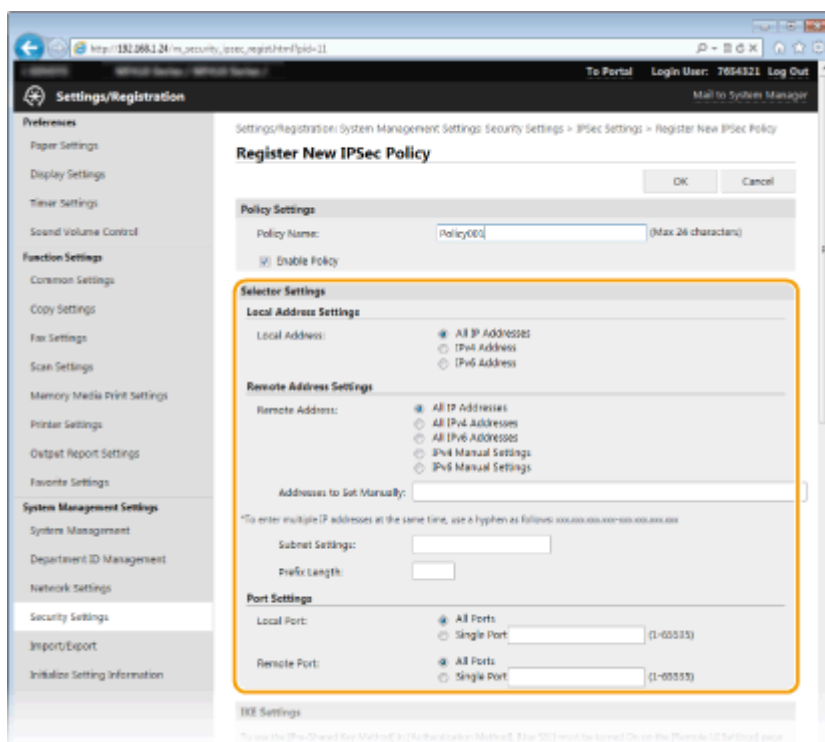 http://192.168.1.24/m_security_ipsec_regist.html?pid=11
To Portal Login User: 7654321 Log Out
Settings/Registration
Mail to System Manager
Preferences
Paper Settings
Display Settings
Timer Settings
Sound Volume Control
Function Settings
Common Settings
Copy Settings
Fax Settings
Scan Settings
Memory Media Print Settings
Printer Settings
Output Report Settings
Favorite Settings
System Management Settings
System Management
Department ID Management
Network Settings
Security Settings
Import/Export
Initialize Setting Information
Settings/Registration: System Management Settings: Security Settings > IPSec Settings > Register New IPSec Policy
Register New IPSec Policy
OK Cancel
Policy Settings
Policy Name: Policy001 (Max 24 characters)
Enable Policy
Selector Settings
Local Address Settings
Local Address: All IP Addresses
IPv4 Address
IPv6 Address
Remote Address Settings
Remote Address: All IP Addresses
All IPv4 Addresses
All IPv6 Addresses
IPv4 Manual Settings
IPv6 Manual Settings
Addresses to Set Manually:
*To enter multiple IP addresses at the same time, use a hyphen as follows: xxx.xxx.xxx.xxx-xxx.xxx.xxx.xxx
Subnet Settings:
Prefix Length:
Port Settings
Local Port: All Ports
Single Port (1-65535)
Remote Port: All Ports
Single Port (1-65535)
IKE Settings